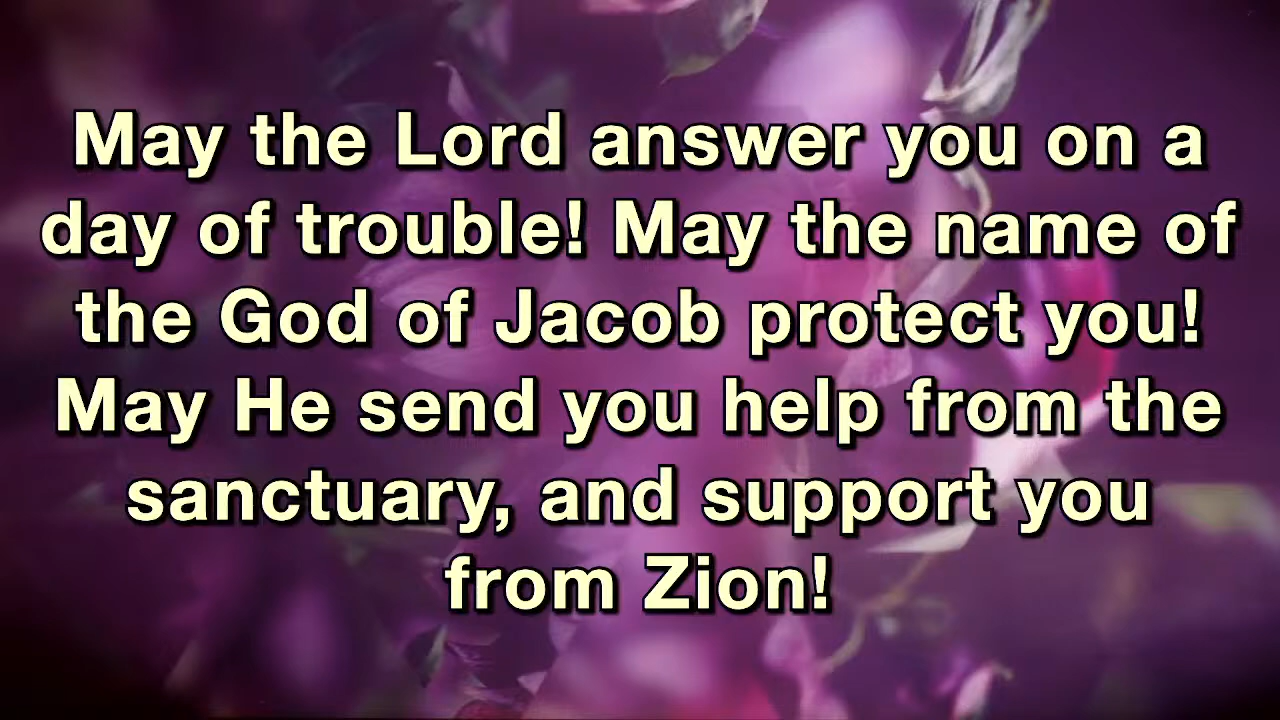 May the Lord answer you on a
day of trouble! May the name of
the God of Jacob protect you!
May He send you help from the
sanctuary, and support you
from Zion!